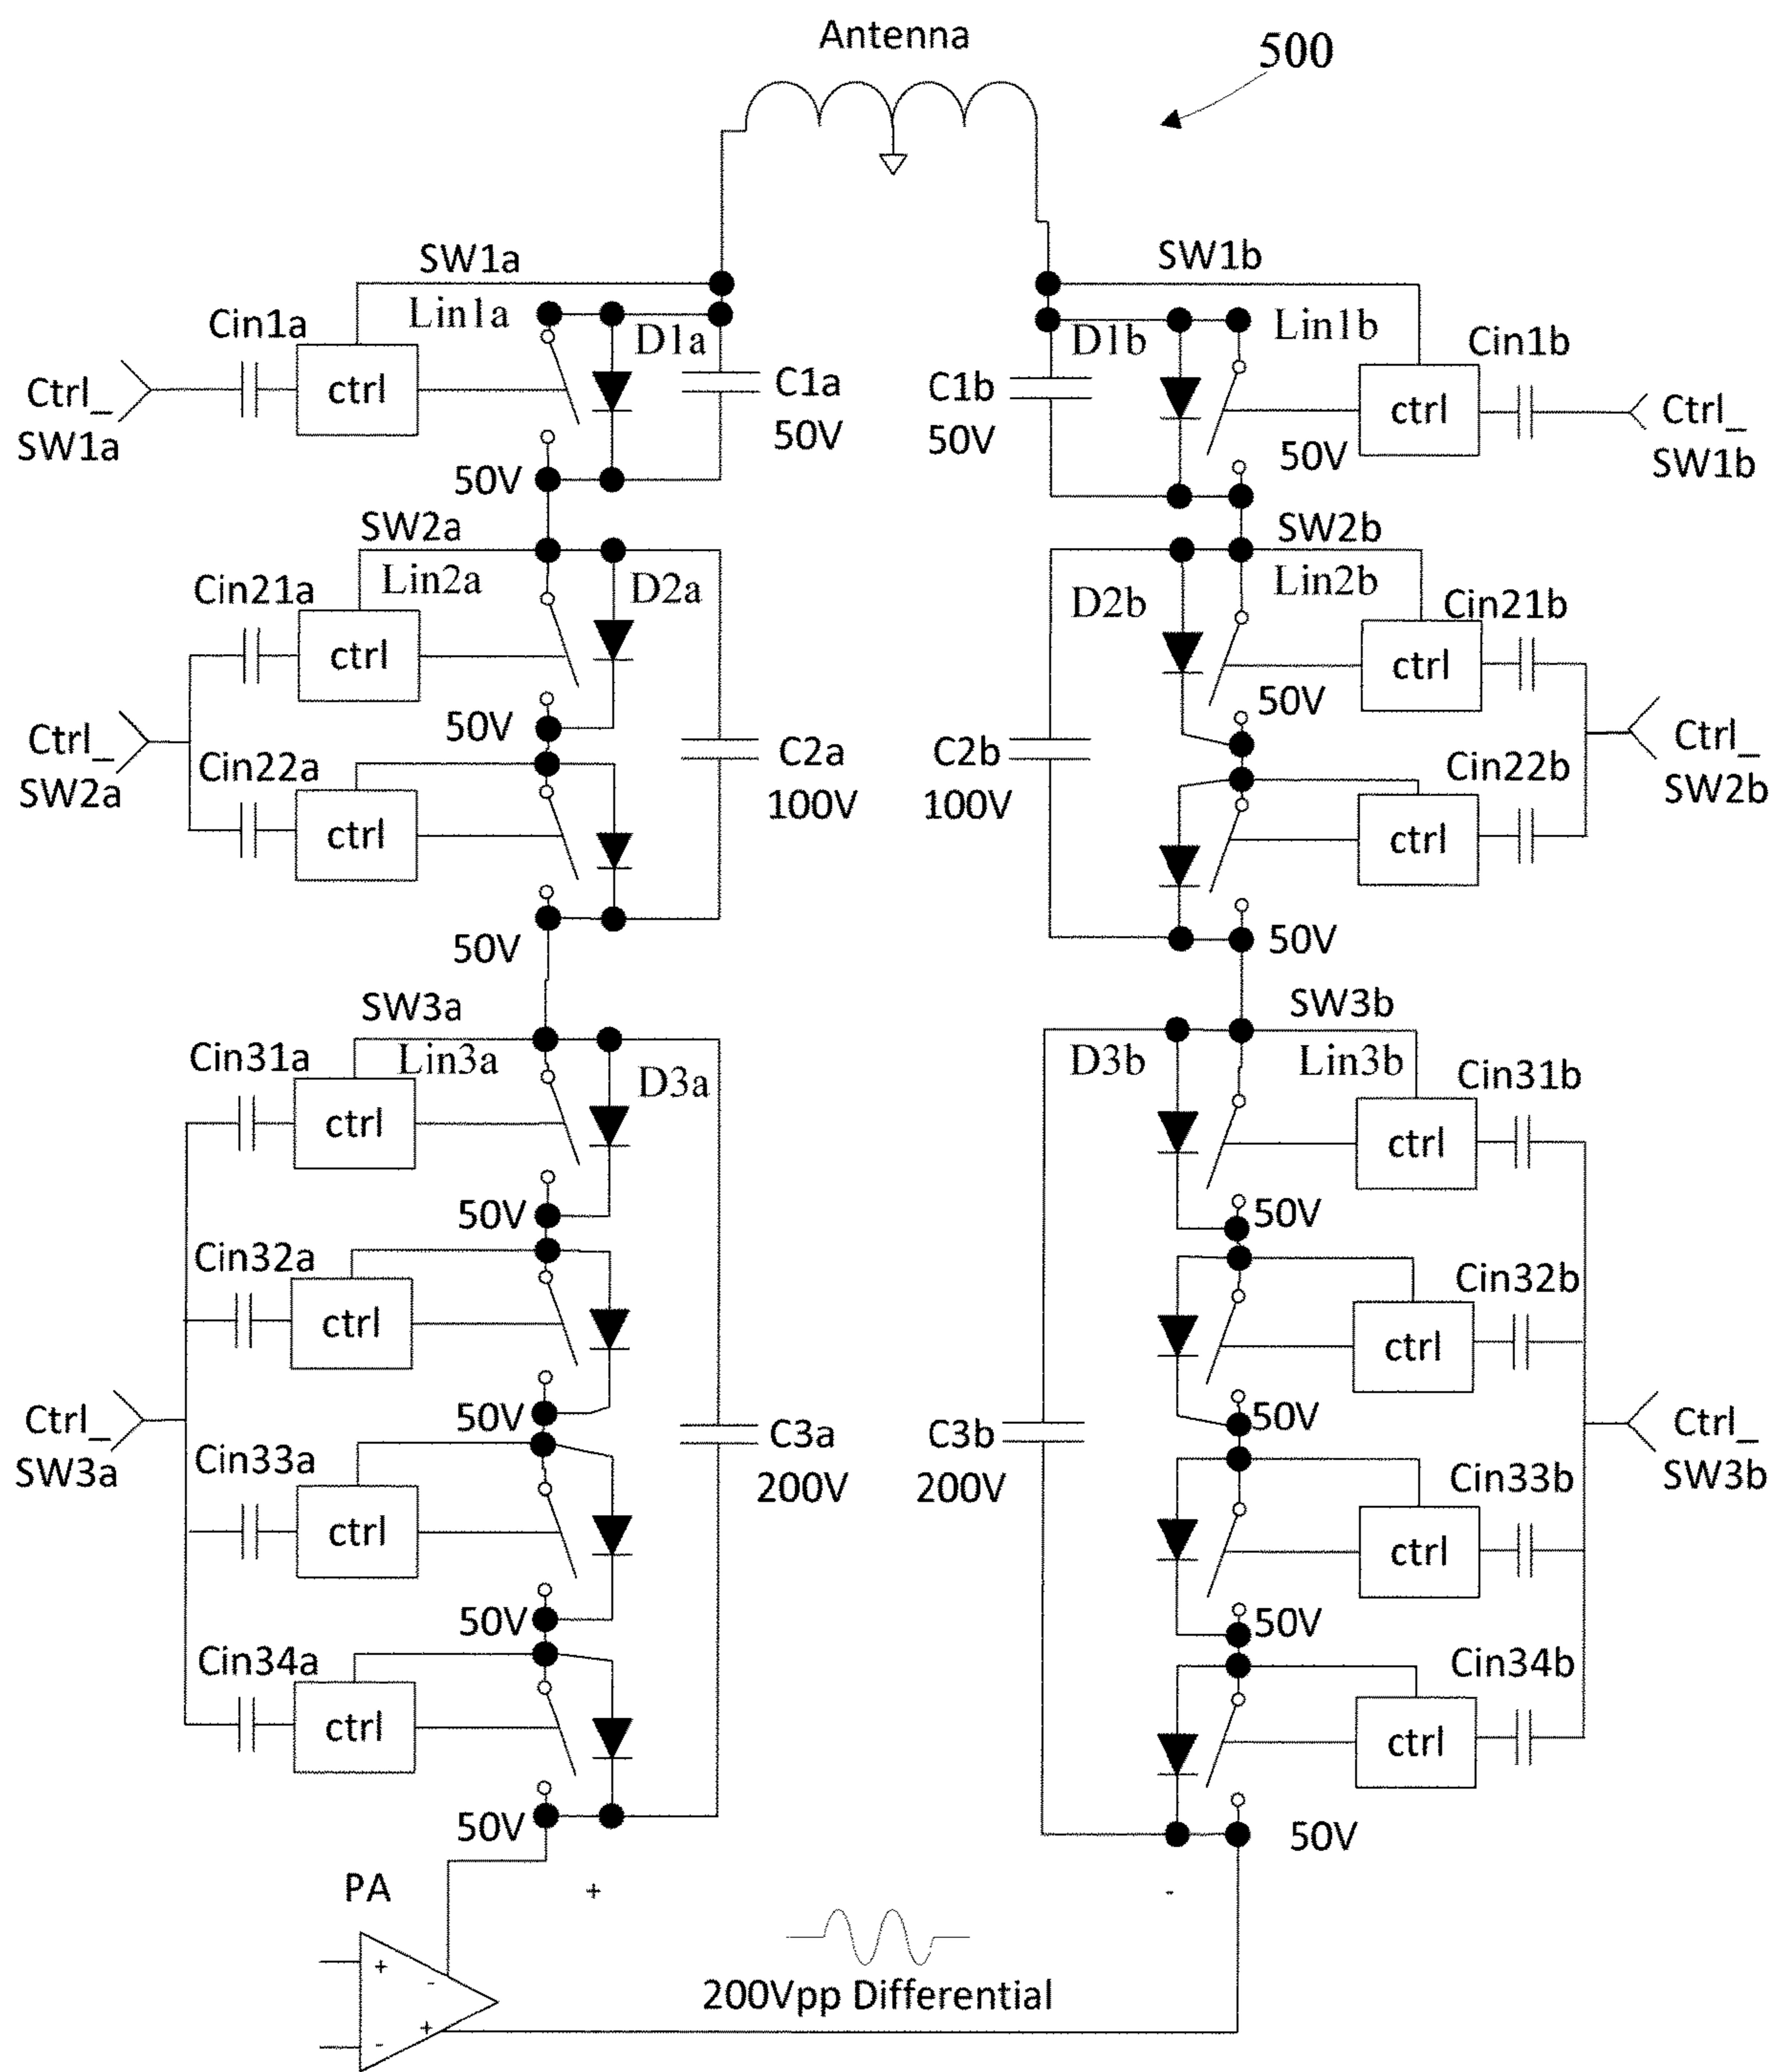 Antenna
500
SW1a
SW1b
Lin1a
Lin1b
Cin1a
D1a
D1b
Cin1b
Ctrl_
SW1a
ctrl
C1a
50V
C1b
50V
ctrl
Ctrl_
SW1b
50V
50V
SW2a
SW2b
Lin2a
Lin2b
Cin21a
D2a
D2b
Cin21b
ctrl
ctrl
50V
50V
Ctrl_
SW2a
C2a
100V
C2b
100V
Ctrl_
SW2b
Cin22a
Cin22b
ctrl
ctrl
50V
50V
SW3a
SW3b
Lin3a
Lin3b
Cin31a
D3a
D3b
Cin31b
ctrl
ctrl
50V
50V
Cin32a
Cin32b
ctrl
ctrl
50V
50V
Ctrl_
SW3a
C3a
200V
C3b
200V
Ctrl_
SW3b
Cin33a
Cin33b
ctrl
ctrl
50V
50V
Cin34a
Cin34b
ctrl
ctrl
50V
50V
PA
+
-
+
-
-
+
200Vpp Differential